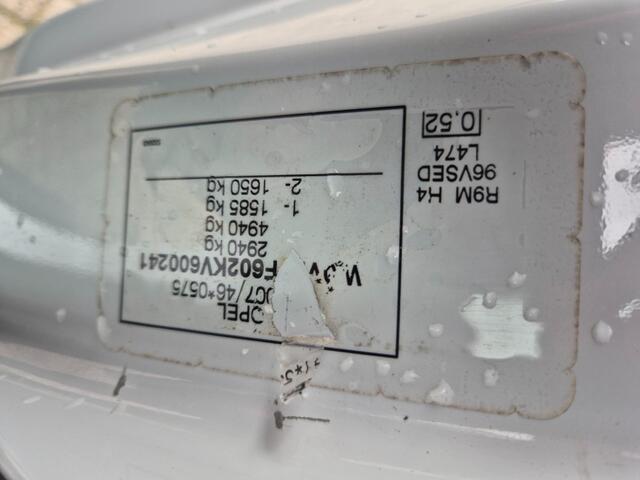 OPEL
007/46*0575
F602KV600241
2940 kg
4940 kg
1- 1585 kg
2- 1650 kg
R9M H4
96VSED
L474
0.52